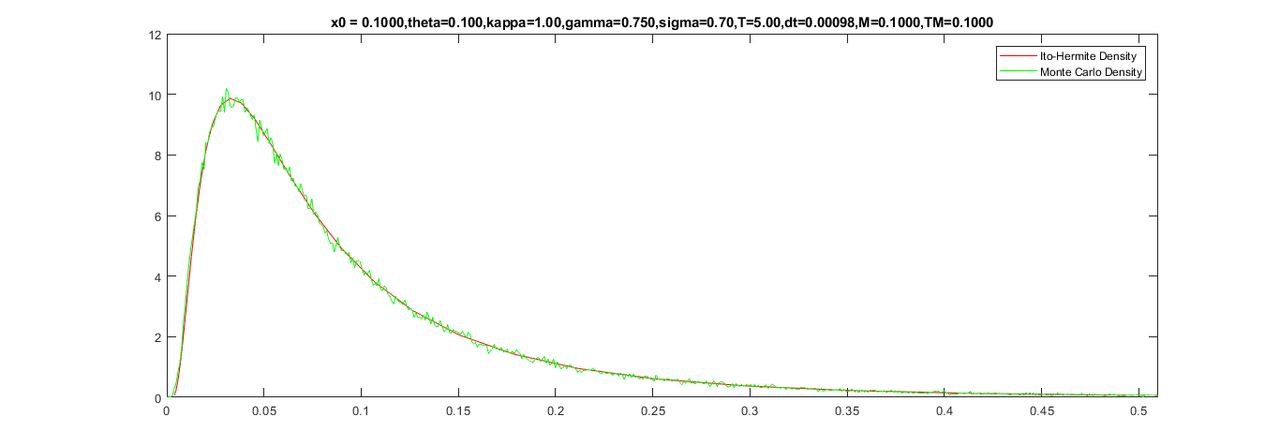 x0 = 0.1000,theta=0.100,kappa=1.00,gamma=0.750,sigma=0.70,T=5.00,dt=0.00098,M=0.1000,TM=0.1000
12
Ito-Hermite Density
Monte Carlo Density
10
8
6
4
2
0
0 0.05 0.1 0.15 0.2 0.25 0.3 0.35 0.4 0.45 0.5